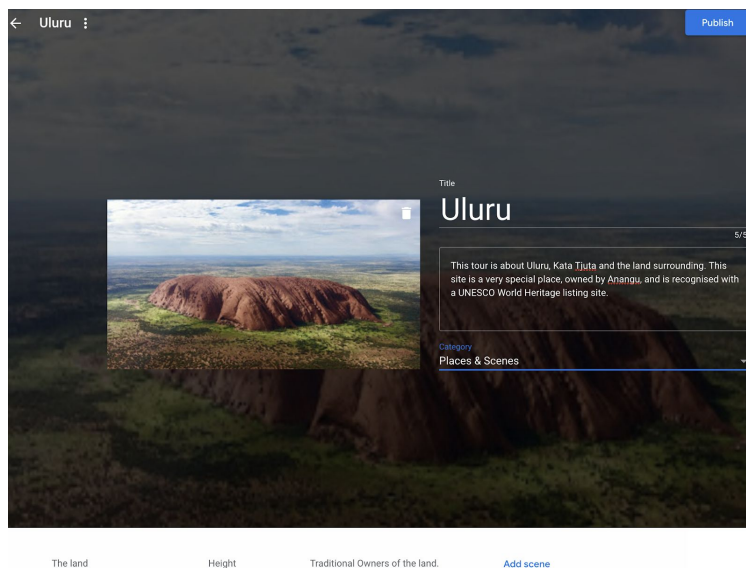 Uluru
Publish
Title
Uluru
5/5
This tour is about Uluru, Kata Tjuta and the land surrounding. This
site is a very special place, owned by Anangu, and is recognised with
a UNESCO World Heritage listing site.
Category
Places & Scenes
The land
Height
Traditional Owners of the land.
Add scene